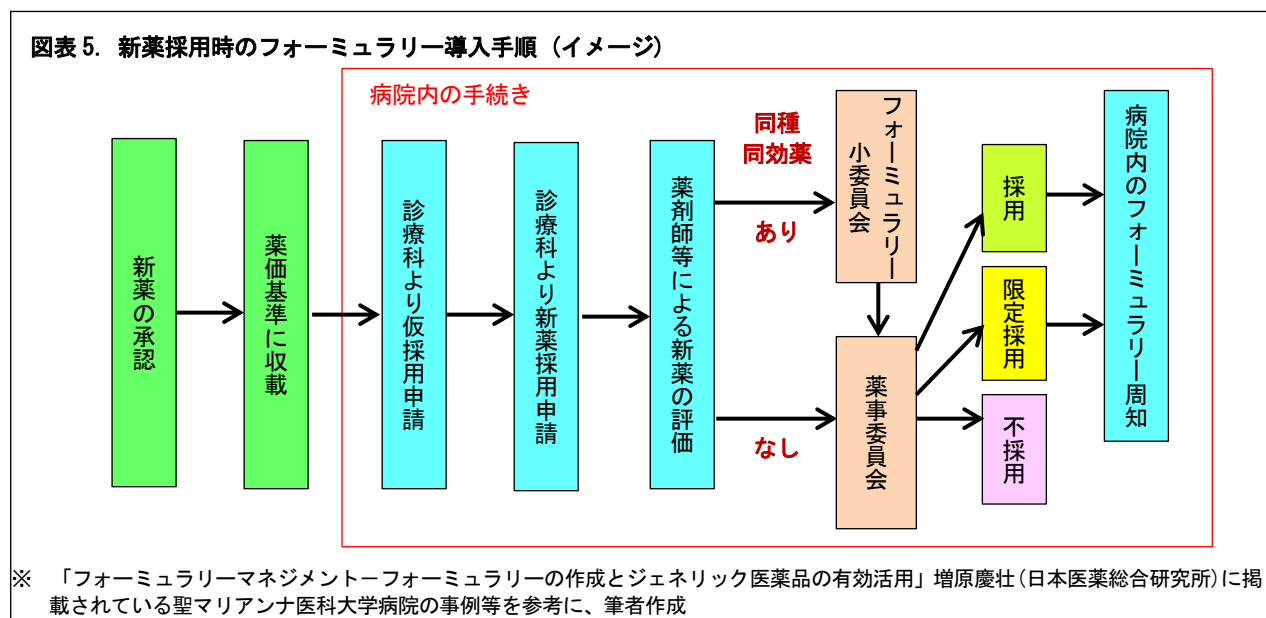 図表 5. 新薬採用時のフォーミュラリー導入手順（イメージ）
病院内の手続き
新薬の承認
薬価基準に収載
診療科より仮採用申請
診療科より新薬採用申請
薬剤師等による新薬の評価
同種
同効薬
あり
なし
フォーミュラリー
小委員会
薬事委員会
採用
限定採用
不採用
病院内のフォーミュラリー周知
※ 「フォーミュラリーマネジメント－フォーミュラリーの作成とジェネリック医薬品の有効活用」増原慶壮(日本医薬総合研究所)に掲
載されている聖マリアンナ医科大学病院の事例等を参考に、筆者作成